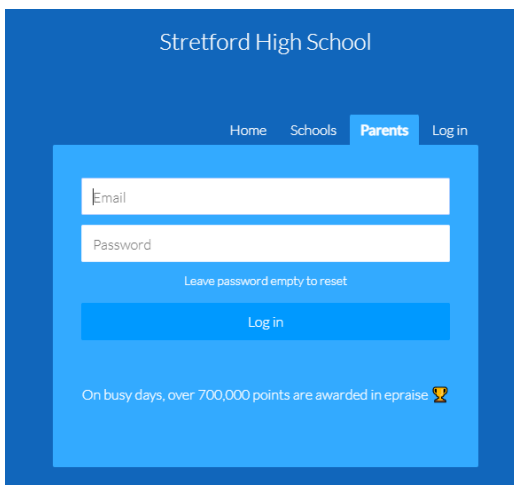 Stretford High School
Home Schools Parents Log in
Email
Password
Leave password empty to reset
Log in
On busy days, over 700,000 points are awarded in epraise 🏆